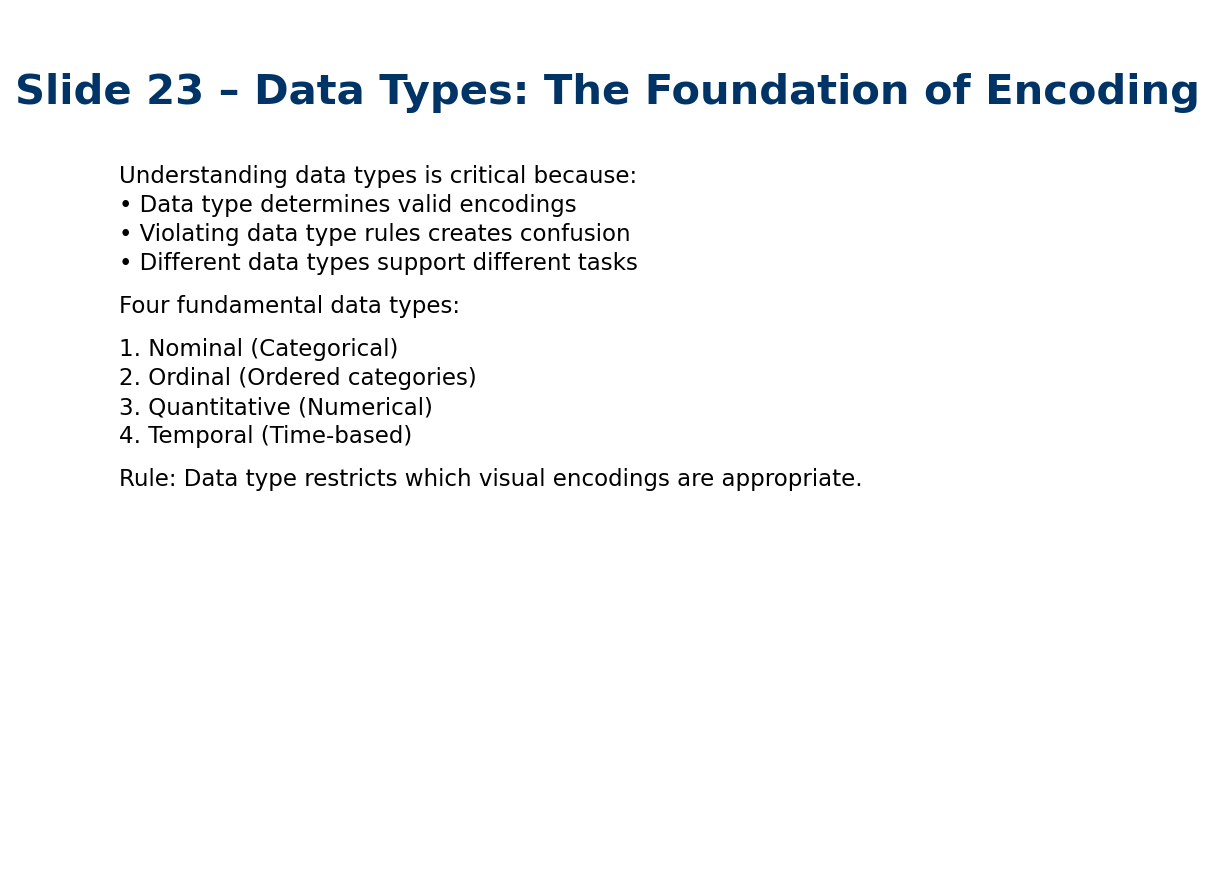 Slide 23 – Data Types: The Foundation of Encoding
Understanding data types is critical because:
• Data type determines valid encodings
• Violating data type rules creates confusion
• Different data types support different tasks
Four fundamental data types:
1. Nominal (Categorical)
2. Ordinal (Ordered categories)
3. Quantitative (Numerical)
4. Temporal (Time-based)
Rule: Data type restricts which visual encodings are appropriate.